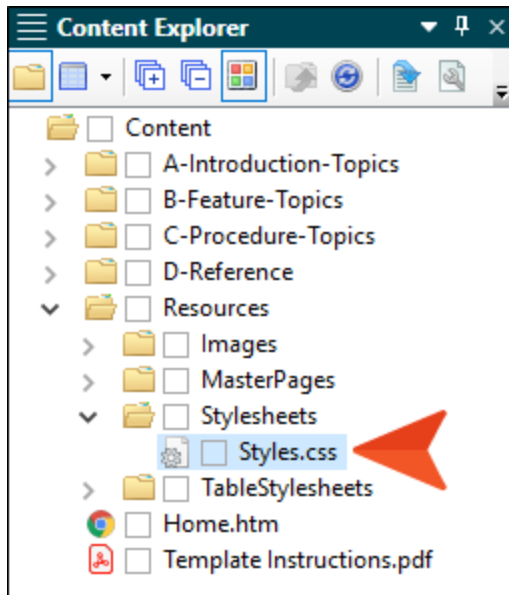 Content Explorer
Content
A-Introduction-Topics
B-Feature-Topics
C-Procedure-Topics
D-Reference
Resources
Images
MasterPages
Stylesheets
Styles.css
TableStylesheets
Home.htm
Template Instructions.pdf